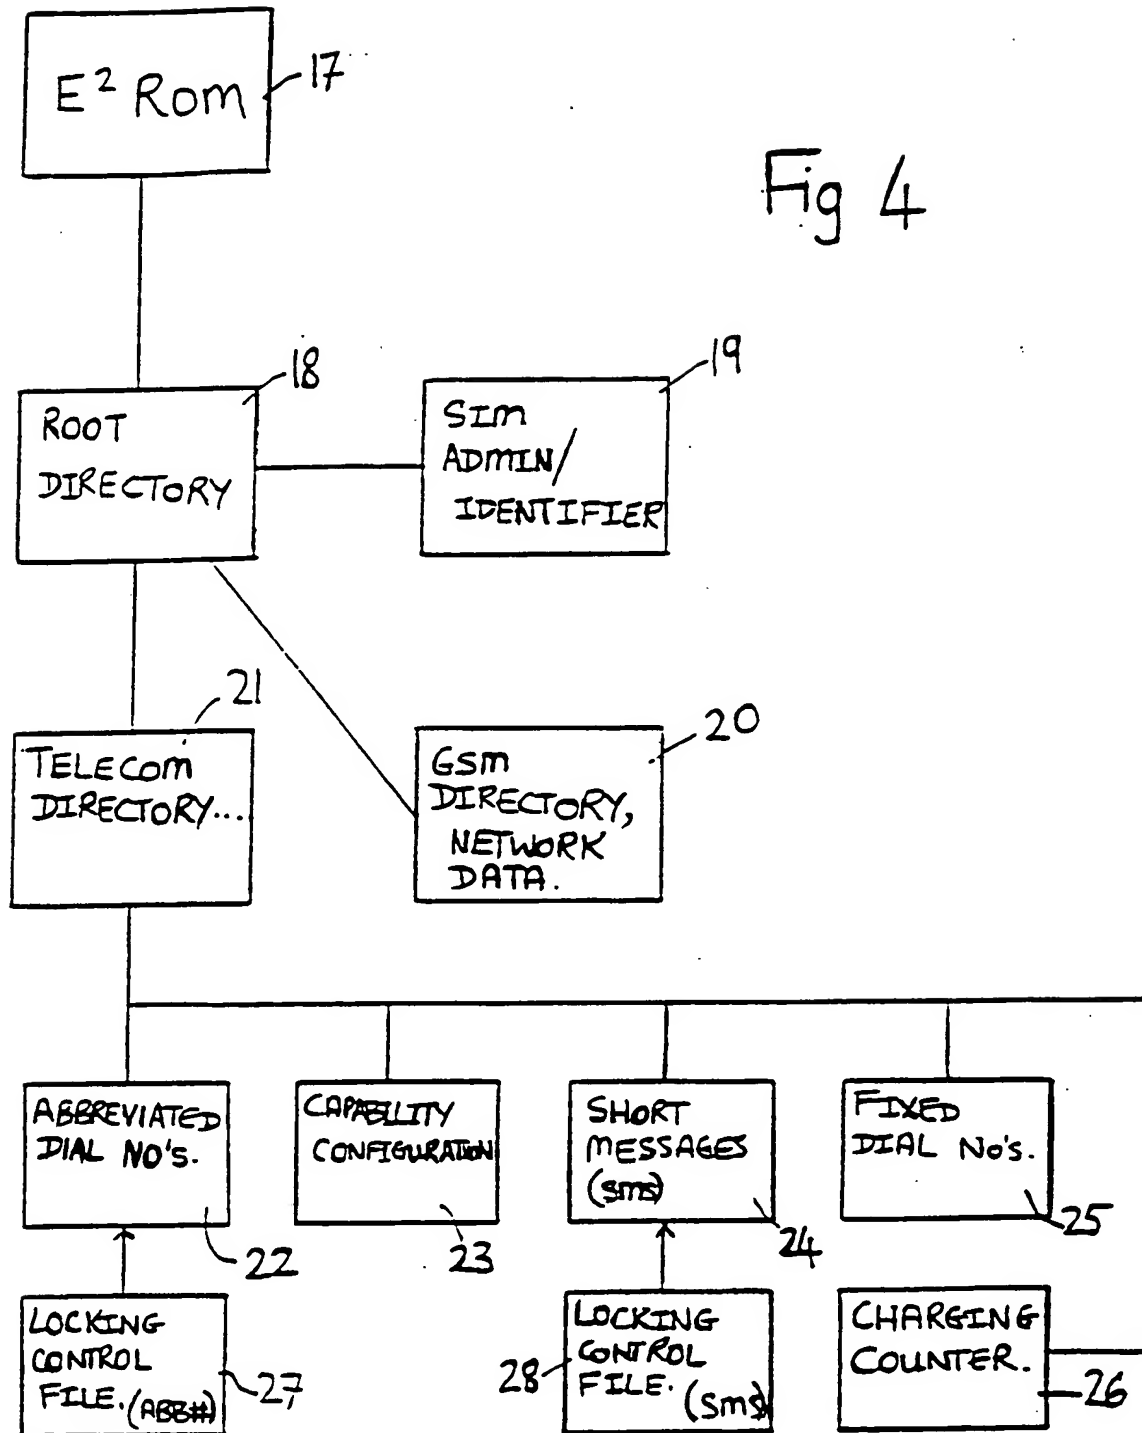 E² Rom
17
Fig 4
18
ROOT
DIRECTORY
19
SIM
ADMIN/
IDENTIFIER
21
TELECOM
DIRECTORY...
20
GSM
DIRECTORY,
NETWORK
DATA.
ABBREVIATED
DIAL NO's.
22
CAPABILITY
CONFIGURATION
23
SHORT
MESSAGES
(SMS)
24
FIXED
DIAL No's.
25
LOCKING
CONTROL
FILE. (ABB#)
27
LOCKING
CONTROL
FILE. (SMS)
28
CHARGING
COUNTER.
26